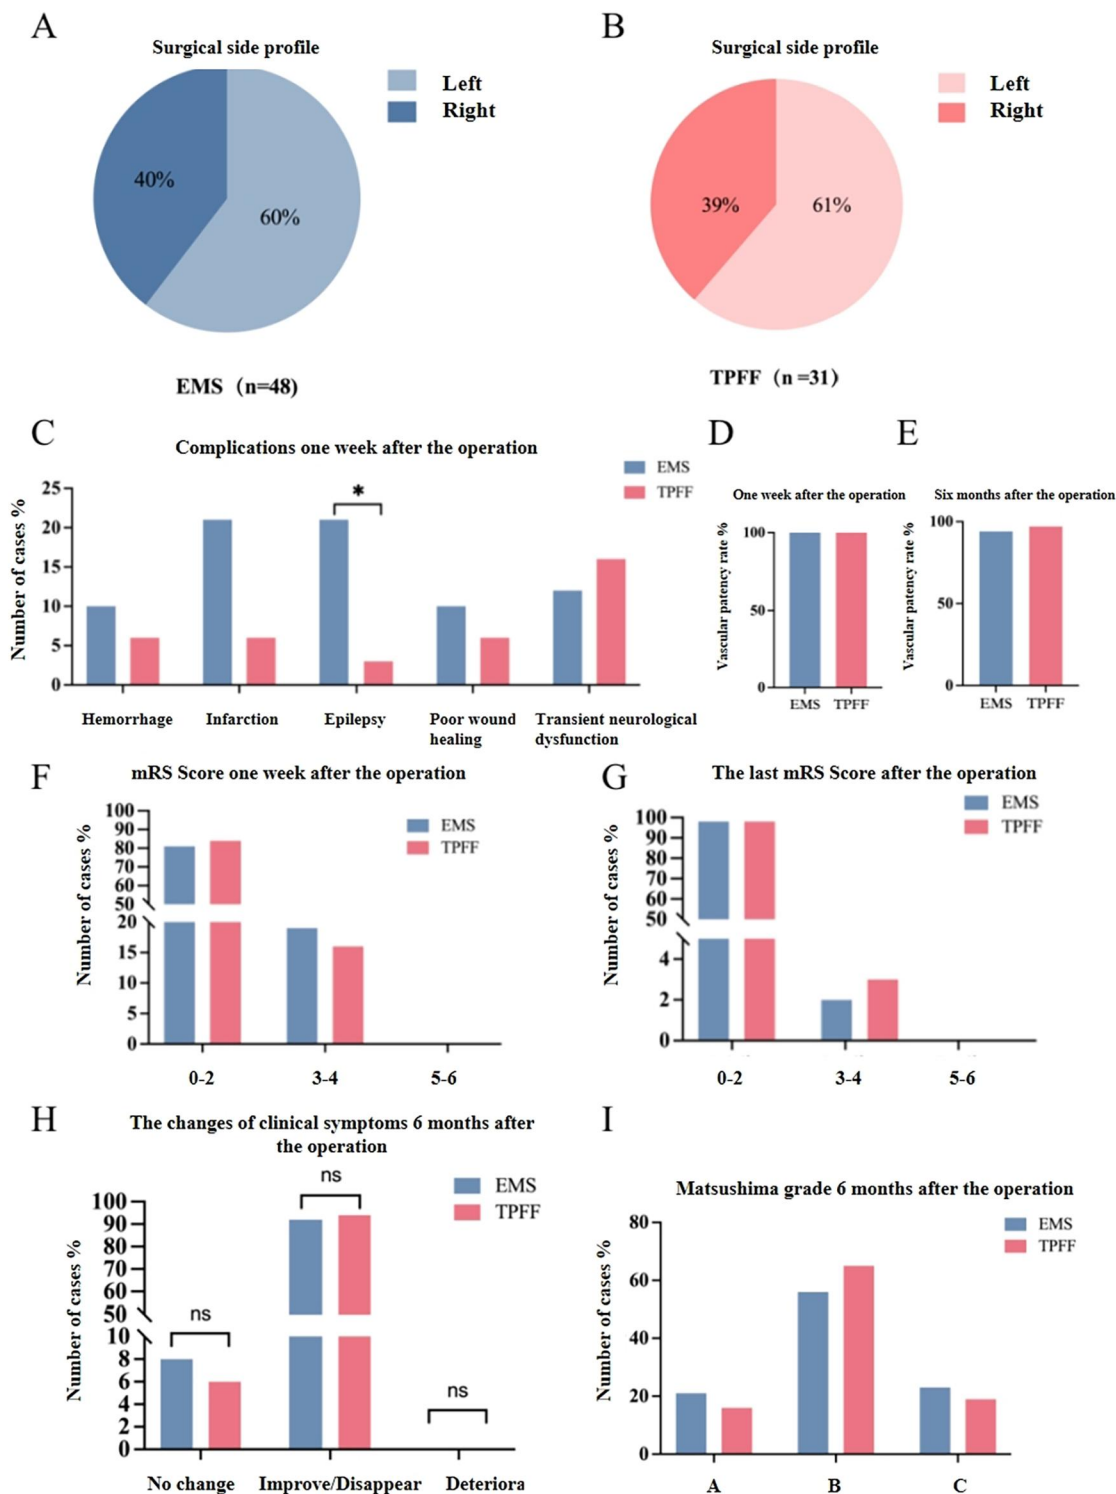 A
Surgical side profile
Left
Right
40%
60%
EMS (n=48)
B
Surgical side profile
Left
Right
39%
61%
TPFF (n =31)
C
Complications one week after the operation
EMS
TPFF
*
Number of cases %
25
20
15
10
5
0
Hemorrhage
Infarction
Epilepsy
Poor wound
healing
Transient neurological
dysfunction
D
One week after the operation
Vascular patency rate %
100
50
0
EMS
TPFF
E
Six months after the operation
Vascular patency rate %
100
50
0
EMS
TPFF
F
mRS Score one week after the operation
EMS
TPFF
Number of cases %
100
90
80
70
60
50
20
15
10
5
0
0-2
3-4
5-6
G
The last mRS Score after the operation
EMS
TPFF
Number of cases %
100
90
80
70
60
50
4
2
0
0-2
3-4
5-6
H
The changes of clinical symptoms 6 months after
the operation
EMS
TPFF
ns
ns
ns
Number of cases %
100
90
80
70
60
50
10
8
6
4
2
0
No change
Improve/Disappear
Deteriora
I
Matsushima grade 6 months after the operation
EMS
TPFF
Number of cases %
80
60
40
20
0
A
B
C